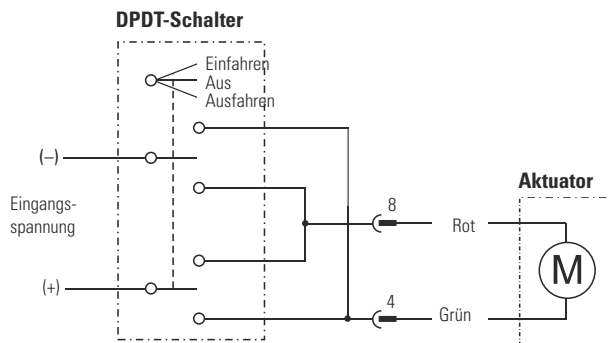 DPDT-Schalter
Einfahren
Aus
Ausfahren
(–)
Eingangs-
spannung
(+)
8
Rot
4
Grün
Aktuator
M